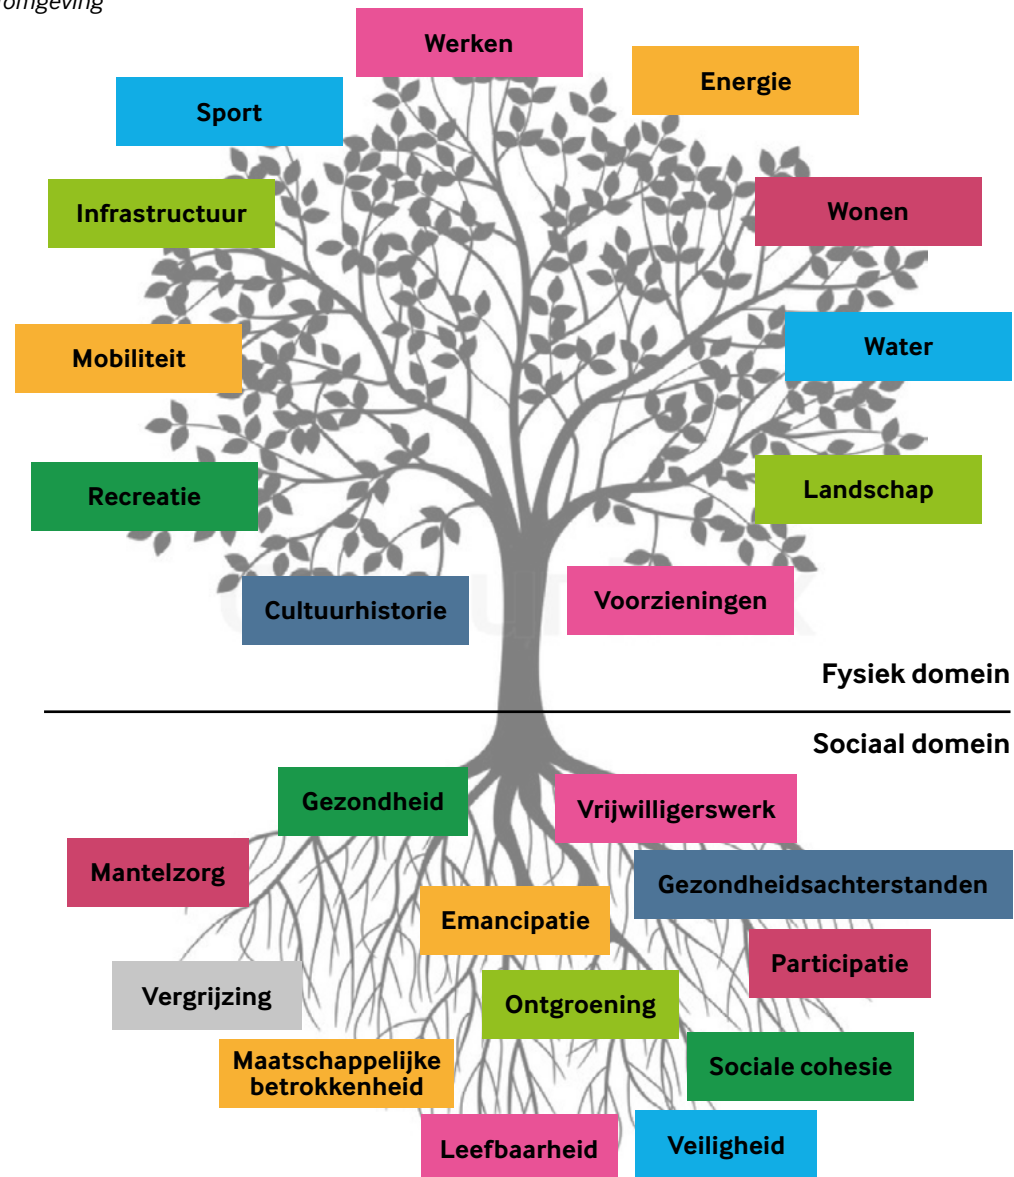 omgeving
Werken
Energie
Sport
Wonen
Infrastructuur
Water
Mobiliteit
Landschap
Recreatie
Voorzieningen
Cultuurhistorie
Fysiek domein
Sociaal domein
Gezondheid
Vrijwilligerswerk
Mantelzorg
Gezondheidsachterstanden
Emancipatie
Participatie
Vergrijzing
Ontgroening
Maatschappelijke
betrokkenheid
Sociale cohesie
Leefbaarheid
Veiligheid